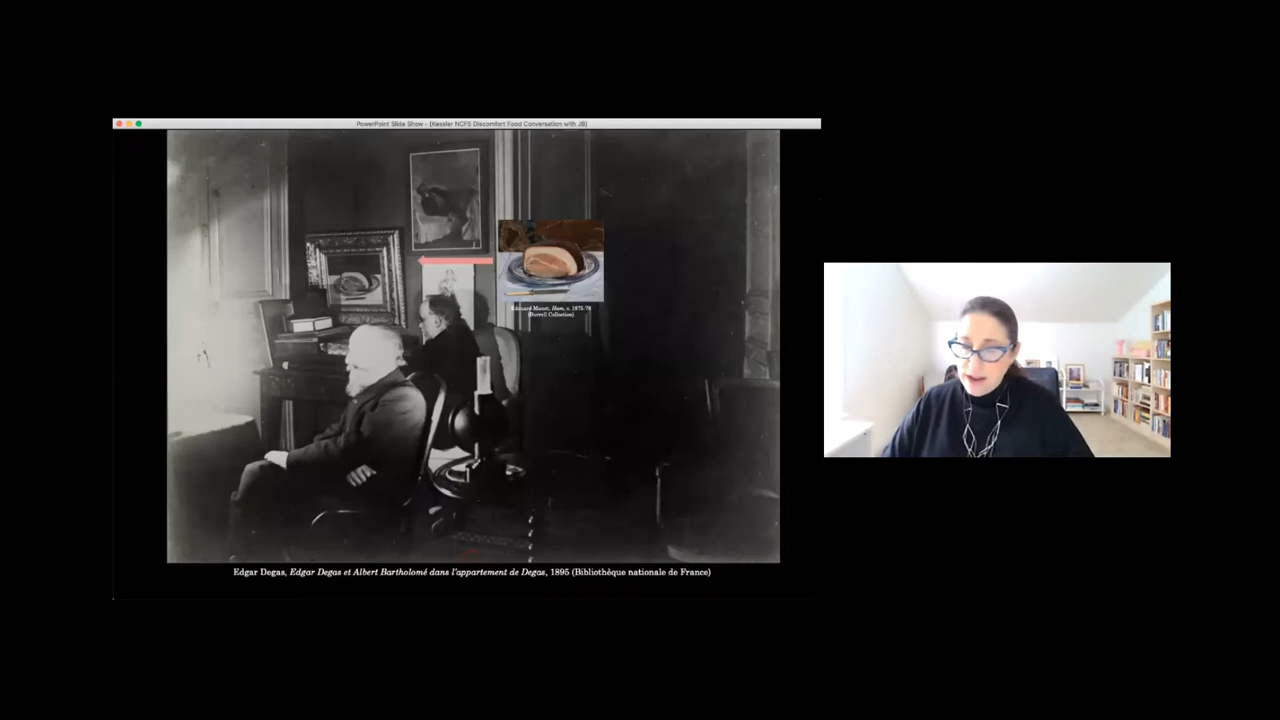 PowerPoint Slide Show - [Kessler NCFS Discomfort Food Conversation with JB]
Edouard Manet, Ham, c. 1875-78
(Burrell Collection)
Edgar Degas, Edgar Degas et Albert Bartholomé dans l'appartement de Degas, 1895 (Bibliothèque nationale de France)